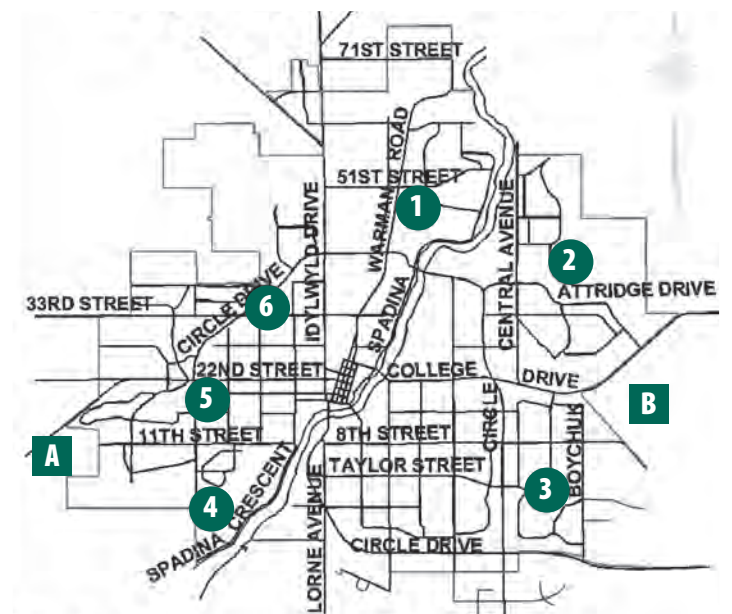 71ST STREET
WARMAN ROAD
51ST STREET
1
IDYLWYLD DRIVE
CENTRAL AVENUE
2
SPADINA
CIRCLE DRIVE
6
33RD STREET
ATTRIDGE DRIVE
22ND STREET
COLLEGE DRIVE
5
B
CIRCLE
BOYCHUK
11TH STREET
8TH STREET
A
TAYLOR STREET
3
4
SPADINA CRESCENT
LORNE AVENUE
CIRCLE DRIVE